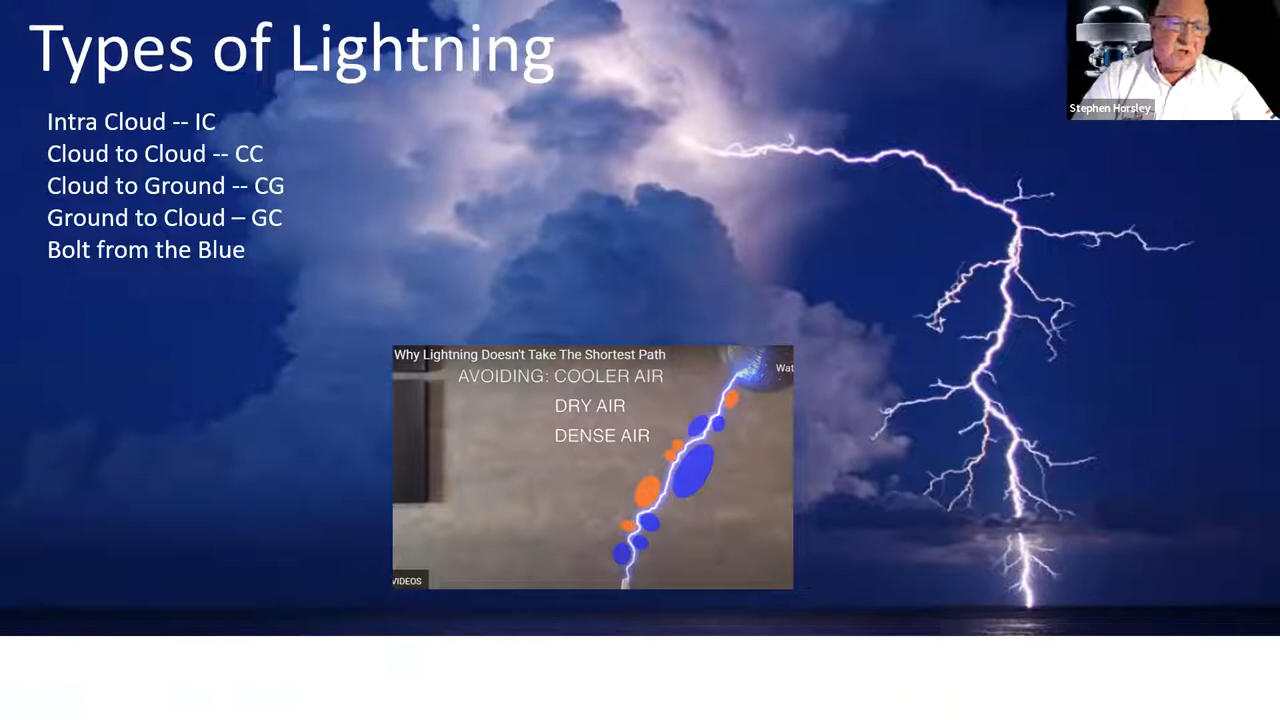 Types of Lightning
Stephen Horsley
Intra Cloud -- IC
Cloud to Cloud -- CC
Cloud to Ground -- CG
Ground to Cloud – GC
Bolt from the Blue
Why Lightning Doesn't Take The Shortest Path
Wat
AVOIDING: COOLER AIR
DRY AIR
DENSE AIR
VIDEOS